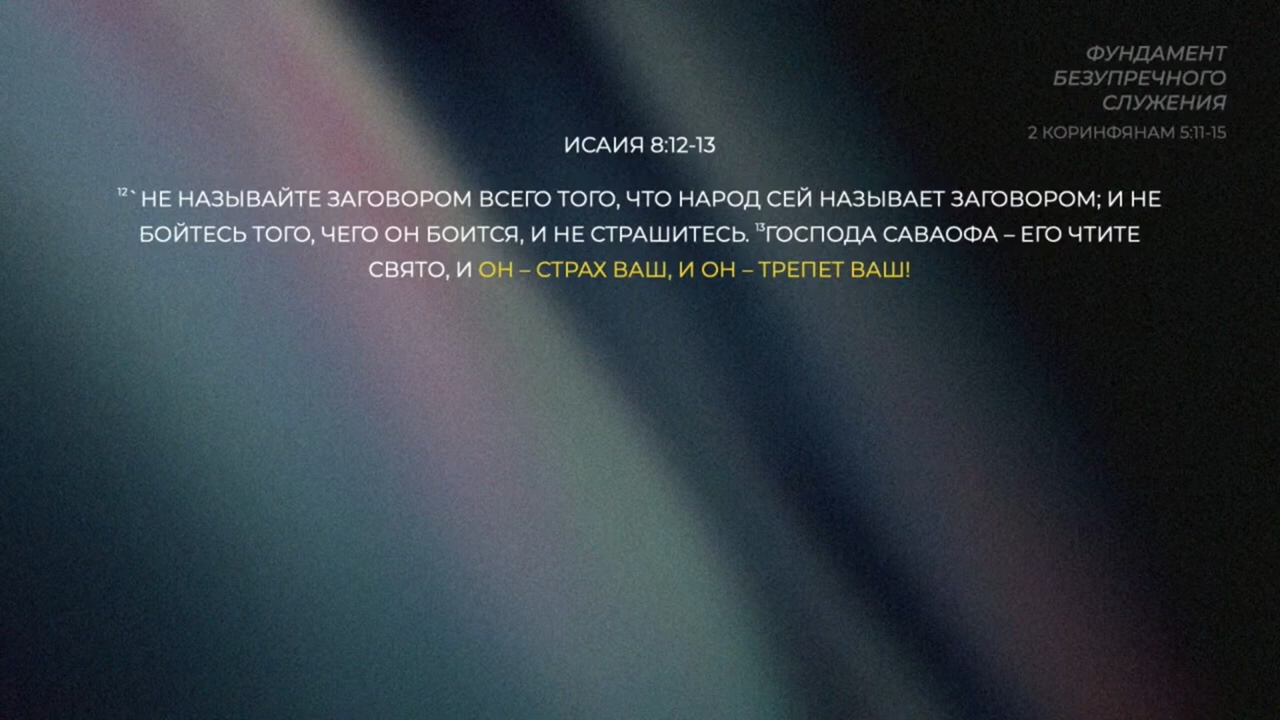 ФУНДАМЕНТ
БЕЗУПРЕЧНОГО
СЛУЖЕНИЯ
2 КОРИНФЯНАМ 5:11-15
ИСАИЯ 8:12-13
12` НЕ НАЗЫВАЙТЕ ЗАГОВОРОМ ВСЕГО ТОГО, ЧТО НАРОД СЕЙ НАЗЫВАЕТ ЗАГОВОРОМ; И НЕ
БОЙТЕСЬ ТОГО, ЧЕГО ОН БОИТСЯ, И НЕ СТРАШИТЕСЬ. 13ГОСПОДА САВАОФА – ЕГО ЧТИТЕ
СВЯТО, И ОН – СТРАХ ВАШ, И ОН – ТРЕПЕТ ВАШ!